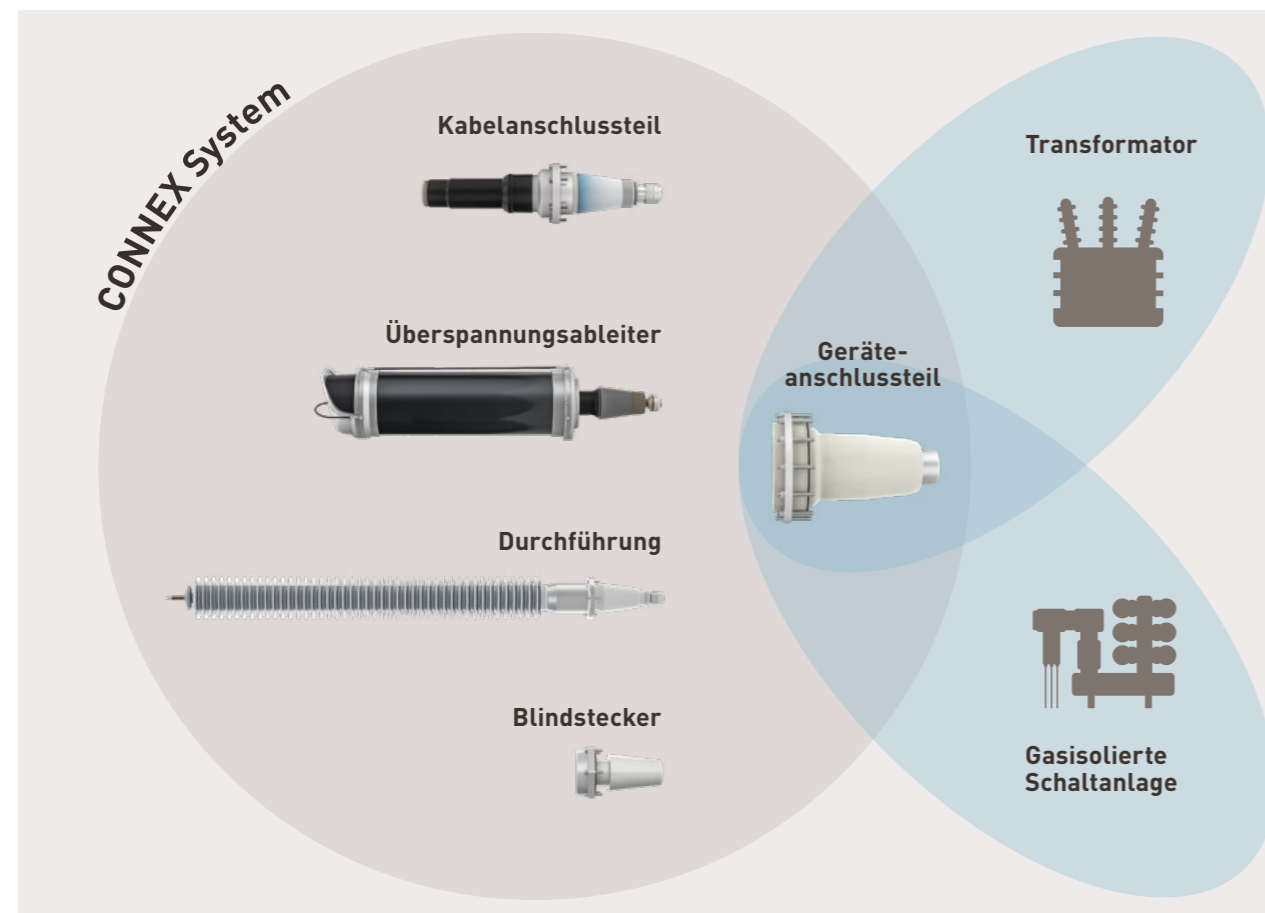 CONNEX System
Kabelanschlussteil
Überspannungsableiter
Durchführung
Blindstecker
Geräte-
anschlussteil
Transformator
Gasisolierte
Schaltanlage